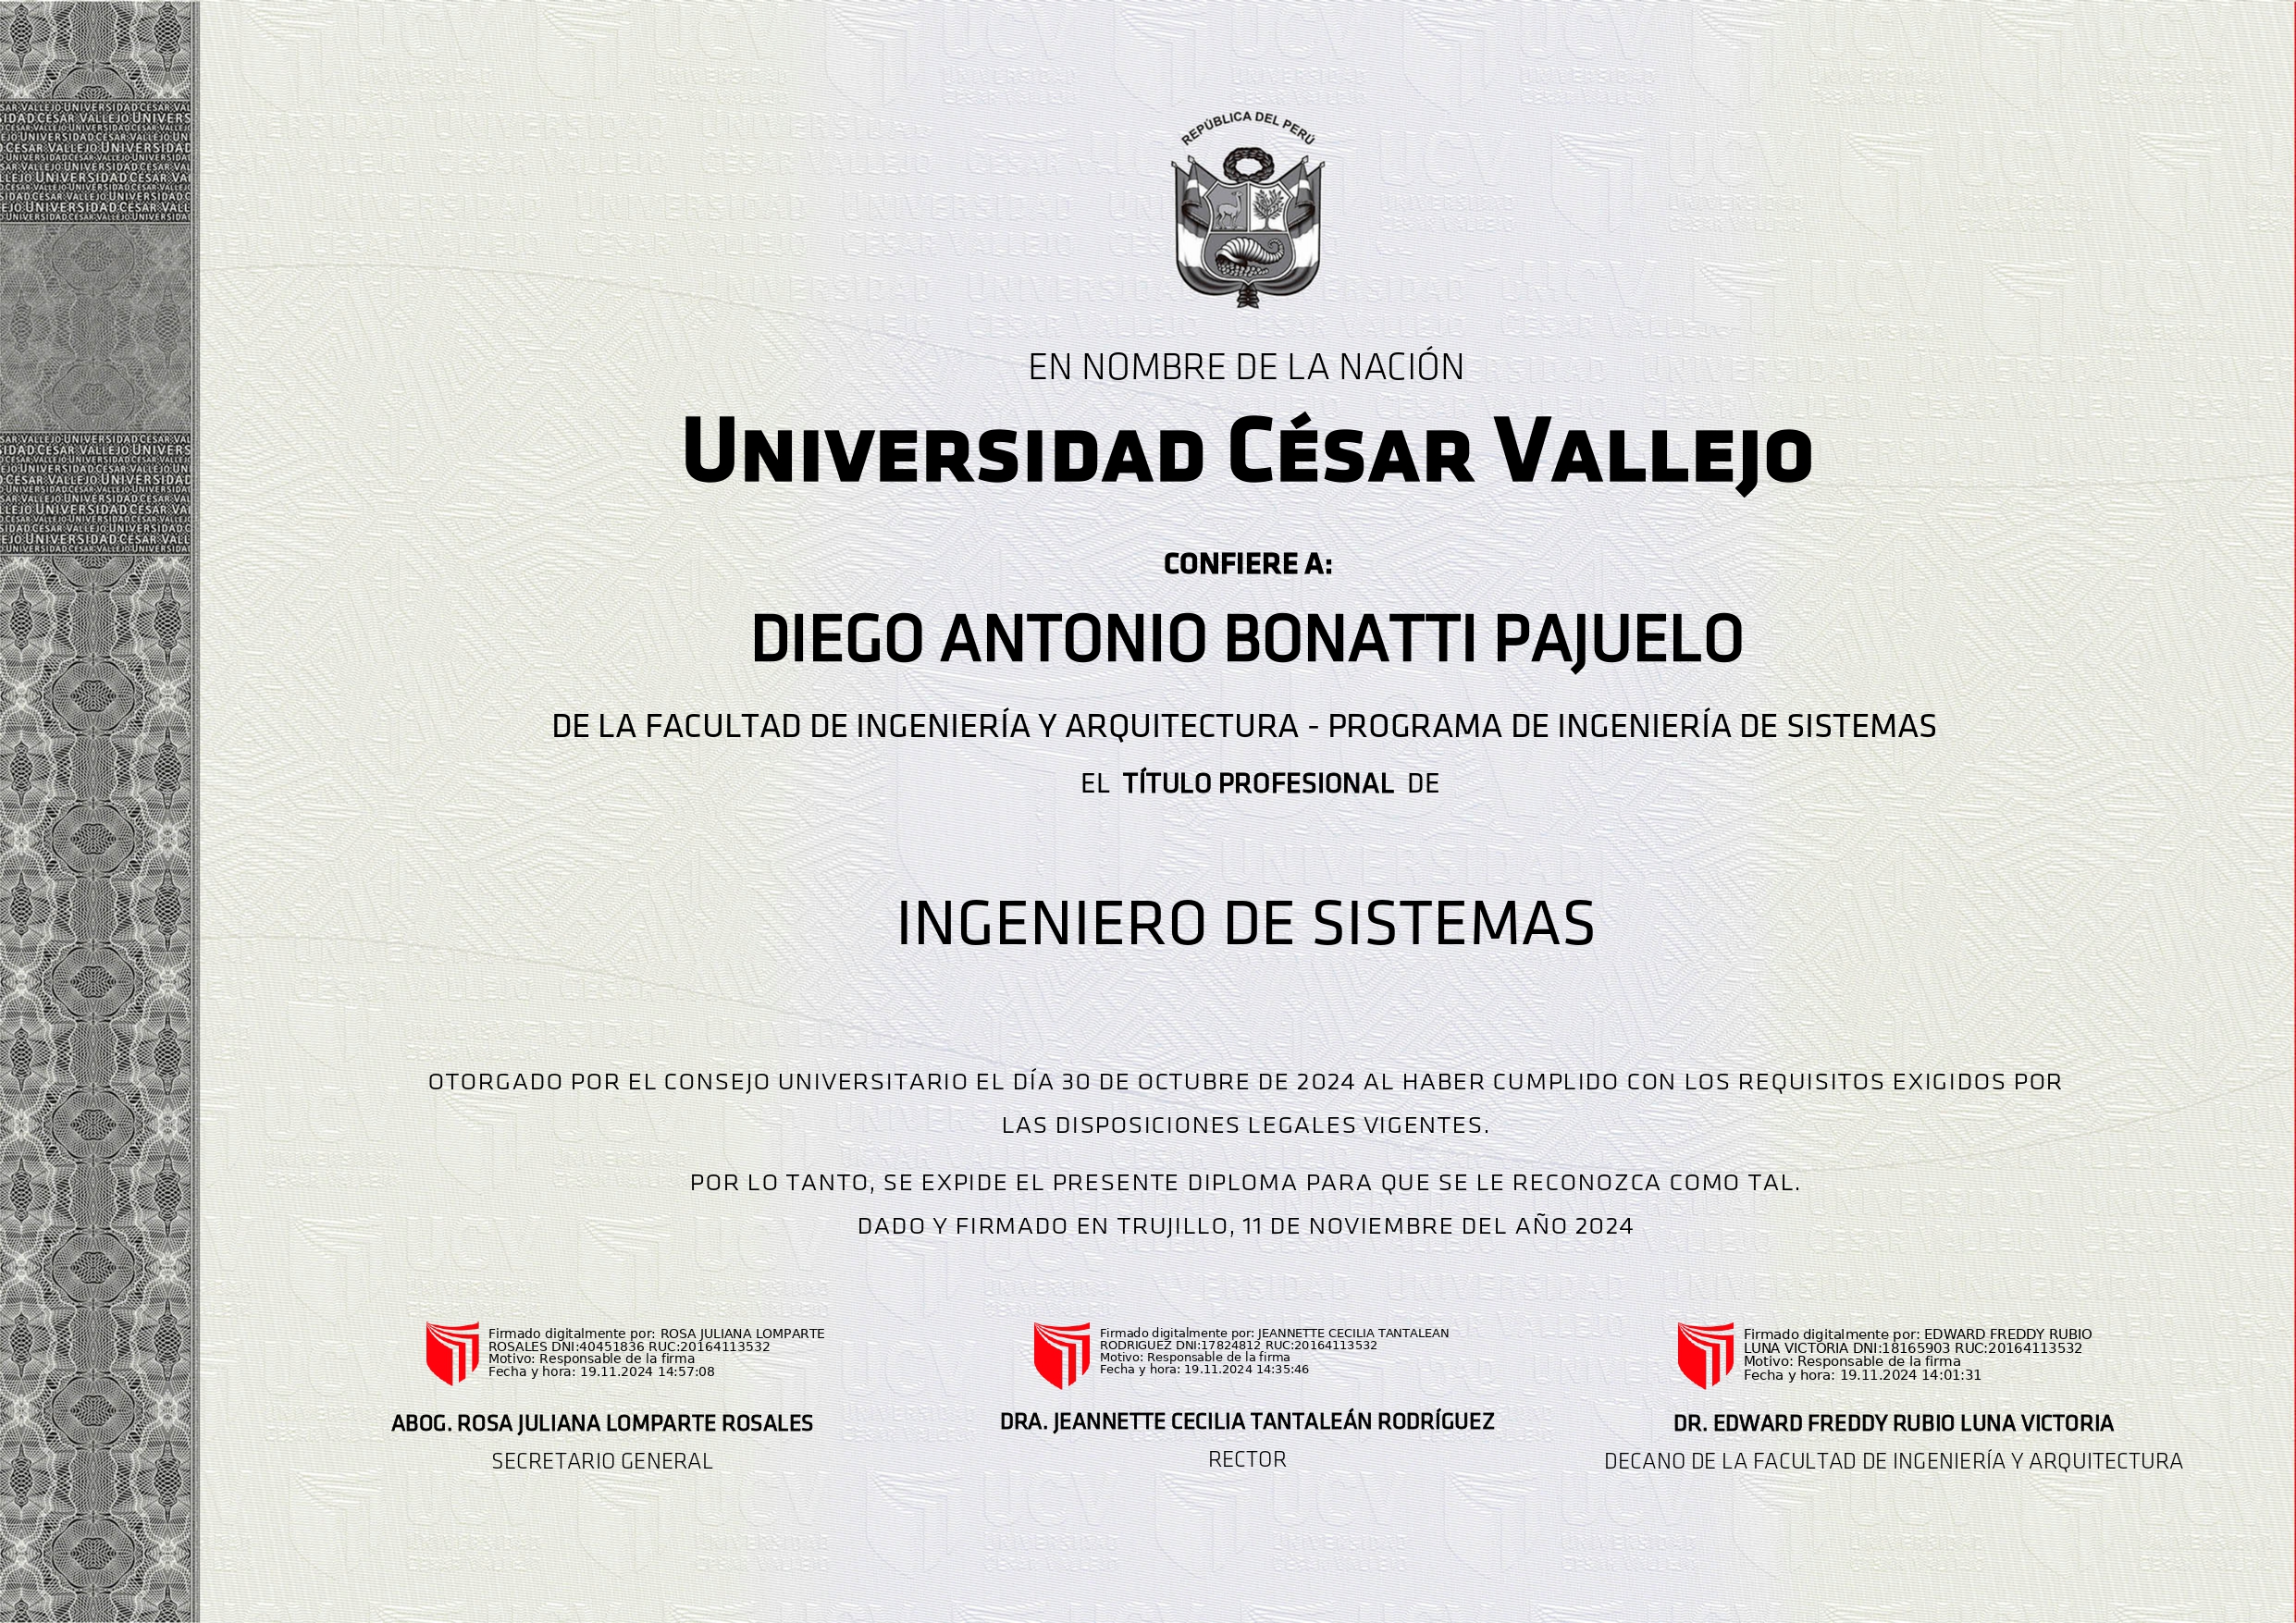 REPÚBLICA DEL PERÚ
EN NOMBRE DE LA NACIÓN
UNIVERSIDAD CÉSAR VALLEJO
CONFIERE A:
DIEGO ANTONIO BONATTI PAJUELO
DE LA FACULTAD DE INGENIERÍA Y ARQUITECTURA - PROGRAMA DE INGENIERÍA DE SISTEMAS
EL TÍTULO PROFESIONAL DE
INGENIERO DE SISTEMAS
OTORGADO POR EL CONSEJO UNIVERSITARIO EL DÍA 30 DE OCTUBRE DE 2024 AL HABER CUMPLIDO CON LOS REQUISITOS EXIGIDOS POR
LAS DISPOSICIONES LEGALES VIGENTES.
POR LO TANTO, SE EXPIDE EL PRESENTE DIPLOMA PARA QUE SE LE RECONOZCA COMO TAL.
DADO Y FIRMADO EN TRUJILLO, 11 DE NOVIEMBRE DEL AÑO 2024
Firmado digitalmente por: ROSA JULIANA LOMPARTE
ROSALES DNI:40451836 RUC:20164113532
Motivo: Responsable de la firma
Fecha y hora: 19.11.2024 14:57:08
ABOG. ROSA JULIANA LOMPARTE ROSALES
SECRETARIO GENERAL
Firmado digitalmente por: JEANNETTE CECILIA TANTALEAN
RODRIGUEZ DNI:17824812 RUC:20164113532
Motivo: Responsable de la firma
Fecha y hora: 19.11.2024 14:35:46
DRA. JEANNETTE CECILIA TANTALEÁN RODRÍGUEZ
RECTOR
Firmado digitalmente por: EDWARD FREDDY RUBIO
LUNA VICTORIA DNI:18165903 RUC:20164113532
Motivo: Responsable de la firma
Fecha y hora: 19.11.2024 14:01:31
DR. EDWARD FREDDY RUBIO LUNA VICTORIA
DECANO DE LA FACULTAD DE INGENIERÍA Y ARQUITECTURA